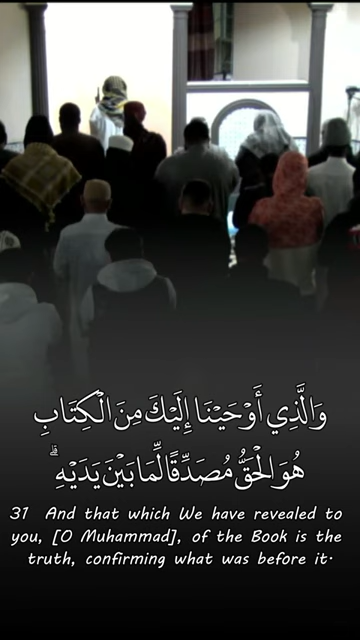 وَالَّذِي أَوْحَيْنَا إِلَيْكَ مِنَ الْكِتَابِ
هُوَ الْحَقُّ مُصَدِّقًا لِّمَا بَيْنَ يَدَيْهِ ۗ
31 And that which We have revealed to
you, [O Muhammad], of the Book is the
truth, confirming what was before it.